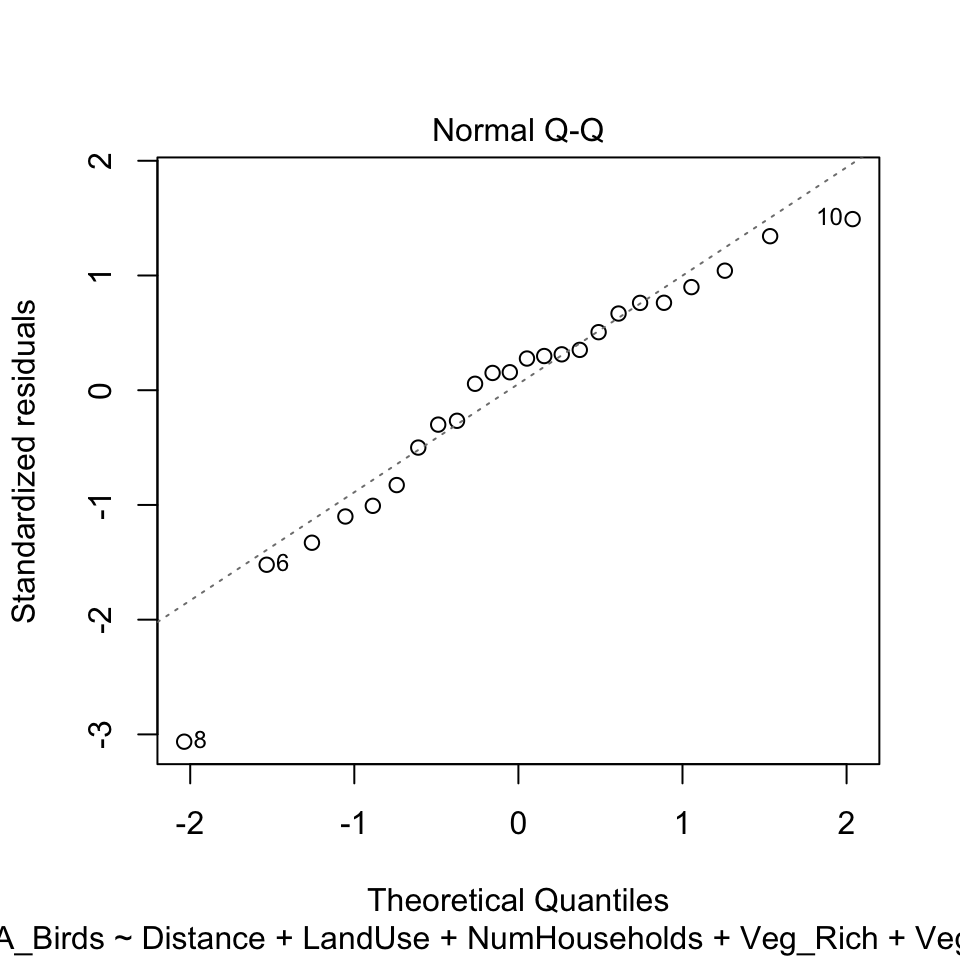 Normal Q-Q
Standardized residuals
2
1
0
-1
-2
-3
10
6
8
-2 -1 0 1 2
Theoretical Quantiles
A_Birds ~ Distance + LandUse + NumHouseholds + Veg_Rich + Veg